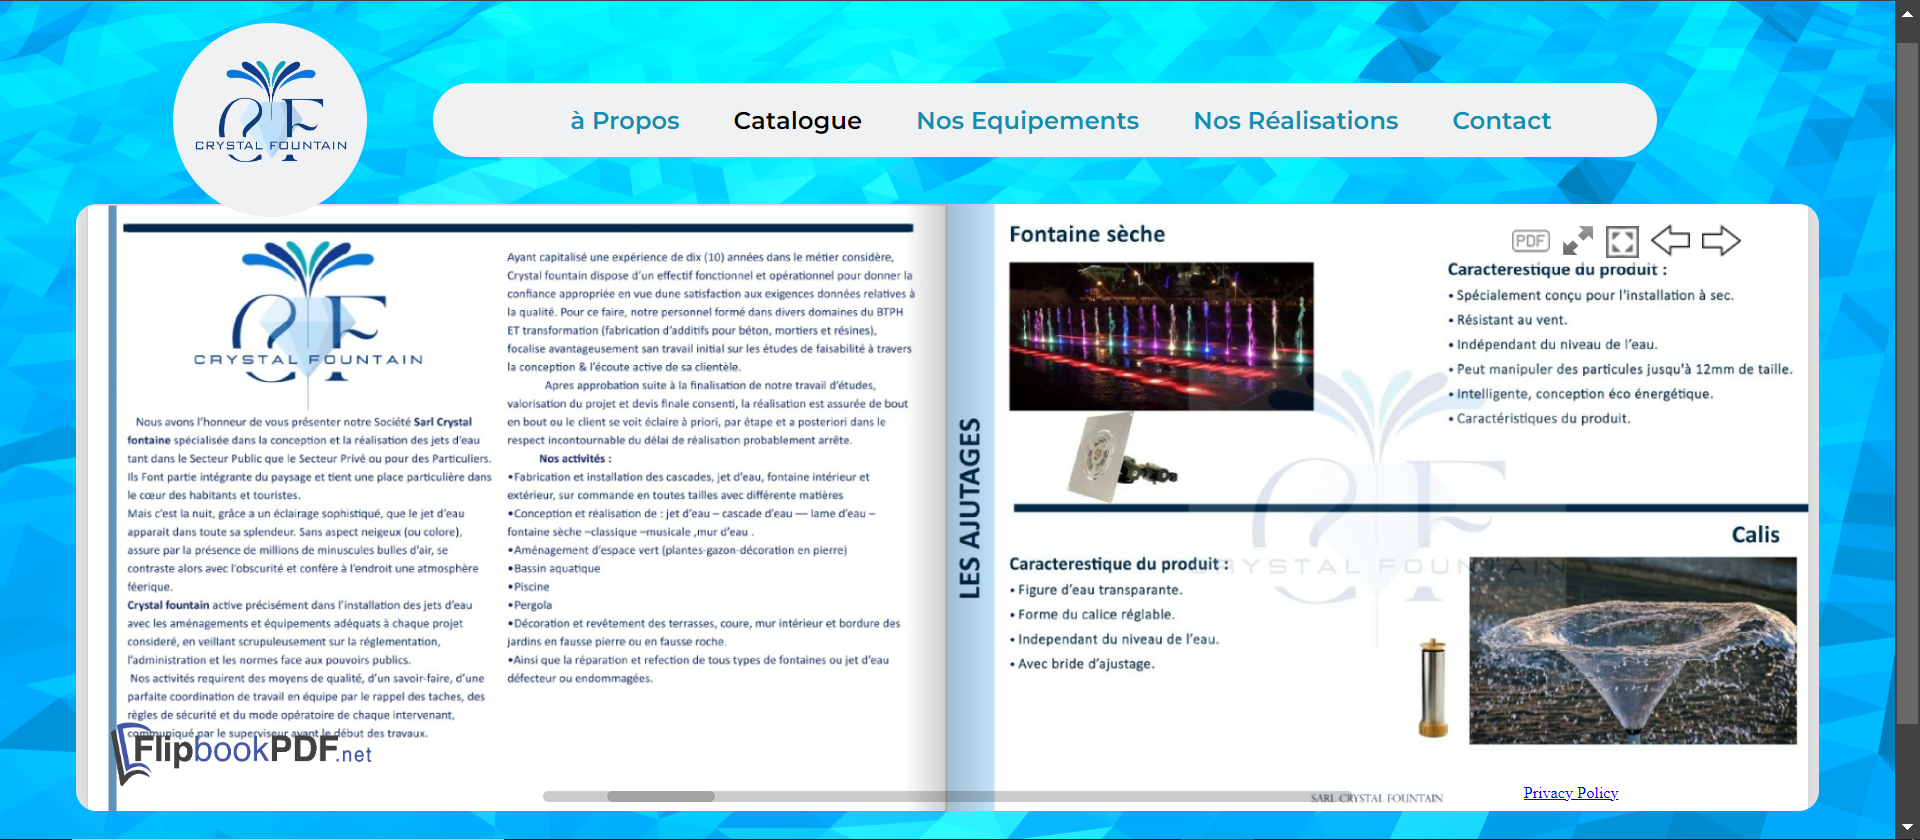 CRYSTAL FOUNTAIN
à Propos
Catalogue
Nos Equipements
Nos Réalisations
Contact
CRYSTAL FOUNTAIN
Nous avons l'honneur de vous présenter notre Société Sarl Crystal
fontaine spécialisée dans la conception et la réalisation des jets d'eau
tant dans le Secteur Public que le Secteur Privé ou pour des Particuliers.
Ils Font partie intégrante du paysage et tient une place particulière dans
le cœur des habitants et touristes.
Mais c'est la nuit, grâce a un éclairage sophistiqué, que le jet d'eau
apparait dans toute sa splendeur. Sans aspect neigeux (ou colore),
assure par la présence de millions de minuscules bulles d'air, se
contraste alors avec l'obscurité et confère à l'endroit une atmosphère
féerique.
Crystal fountain active précisément dans l'installation des jets d'eau
avec les aménagements et équipements adéquats à chaque projet
consideré, en veillant scrupuleusement sur la réglementation,
l'administration et les normes face aux pouvoirs publics.
Nos activités requirent des moyens de qualité, d'un savoir-faire, d'une
parfaite coordination de travail en équipe par le rappel des taches, des
règles de sécurité et du mode opératoire de chaque intervenant,
communiqué par le superviseur avant le début des travaux.
FlipbookPDF.net
Ayant capitalisé une expérience de dix (10) années dans le métier considère,
Crystal fountain dispose d'un effectif fonctionnel et opérationnel pour donner la
confiance appropriée en vue dune satisfaction aux exigences données relatives à
la qualité. Pour ce faire, notre personnel formé dans divers domaines du BTPH
ET transformation (fabrication d'additifs pour béton, mortiers et résines),
focalise avantageusement san travail initial sur les études de faisabilité à travers
la conception & l'écoute active de sa clientèle.
Apres approbation suite à la finalisation de notre travail d'études,
valorisation du projet et devis finale consenti, la réalisation est assurée de bout
en bout ou le client se voit éclaire à priori, par étape et a posteriori dans le
respect incontournable du délai de réalisation probablement arrête.
Nos activités :
•Fabrication et installation des cascades, jet d'eau, fontaine intérieur et
extérieur, sur commande en toutes tailles avec différente matières
•Conception et réalisation de : jet d'eau – cascade d'eau — lame d'eau –
fontaine sèche –classique –musicale ,mur d'eau .
•Aménagement d'espace vert (plantes-gazon-décoration en pierre)
•Bassin aquatique
•Piscine
•Pergola
•Décoration et revêtement des terrasses, coure, mur intérieur et bordure des
jardins en fausse pierre ou en fausse roche.
•Ainsi que la réparation et refection de tous types de fontaines ou jet d'eau
défecteur ou endommagées.
LES AJUTAGES
Fontaine sèche
PDF
Caracterestique du produit :
• Spécialement conçu pour l'installation à sec.
• Résistant au vent.
• Indépendant du niveau de l'eau.
• Peut manipuler des particules jusqu'à 12mm de taille.
• Intelligente, conception éco énergétique.
• Caractéristiques du produit.
CRYSTAL FOUNTAIN
Calis
Caracterestique du produit :
• Figure d'eau transparante.
• Forme du calice réglable.
• Independant du niveau de l'eau.
• Avec bride d'ajustage.
SARL CRYSTAL FOUNTAIN
Privacy Policy